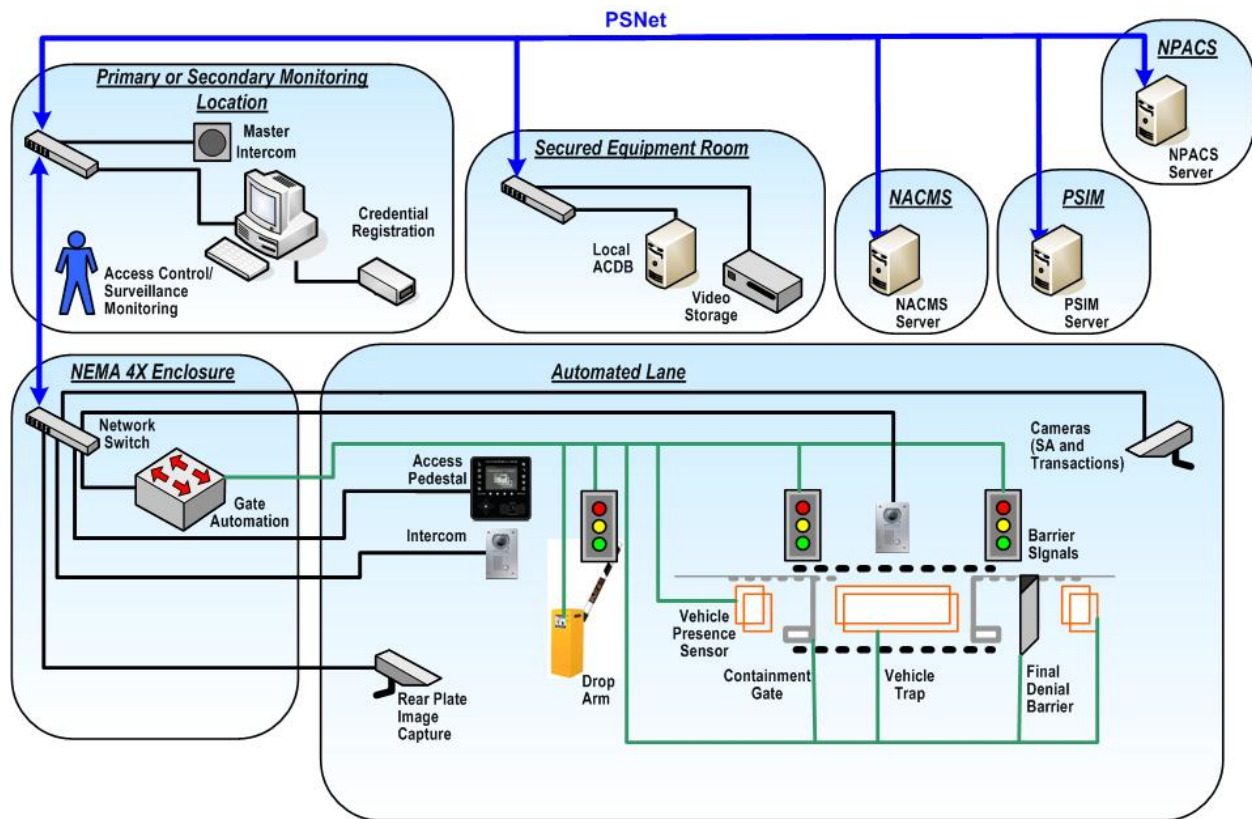 PSNet
Primary or Secondary Monitoring
Location
Master
Intercom
Credential
Registration
Access Control/
Surveillance
Monitoring
Secured Equipment Room
Local
ACDB
Video
Storage
NACMS
NACMS
Server
PSIM
PSIM
Server
NPACS
NPACS
Server
NEMA 4X Enclosure
Network
Switch
Gate
Automation
Automated Lane
Access
Pedestal
Intercom
Rear Plate
Image
Capture
Drop
Arm
Vehicle
Presence
Sensor
Containment
Gate
Vehicle
Trap
Final
Denial
Barrier
Barrier
SIgnals
Cameras
(SA and
Transactions)